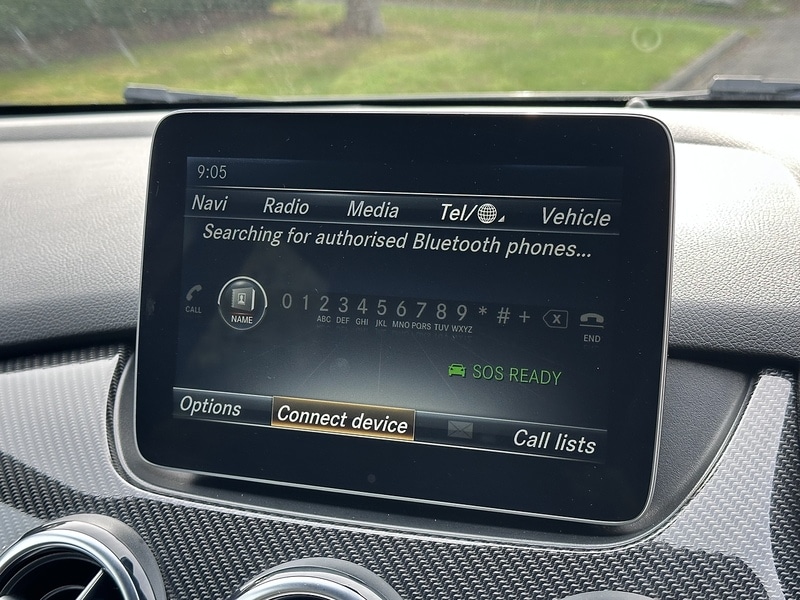 9:05
Navi Radio Media Tel/ Vehicle
Searching for authorised Bluetooth phones...
CALL NAME 0 1 2 3 4 5 6 7 8 9 * # + X END
ABC DEF GHI JKL MNO PQRS TUV WXYZ
SOS READY
Options Connect device Call lists